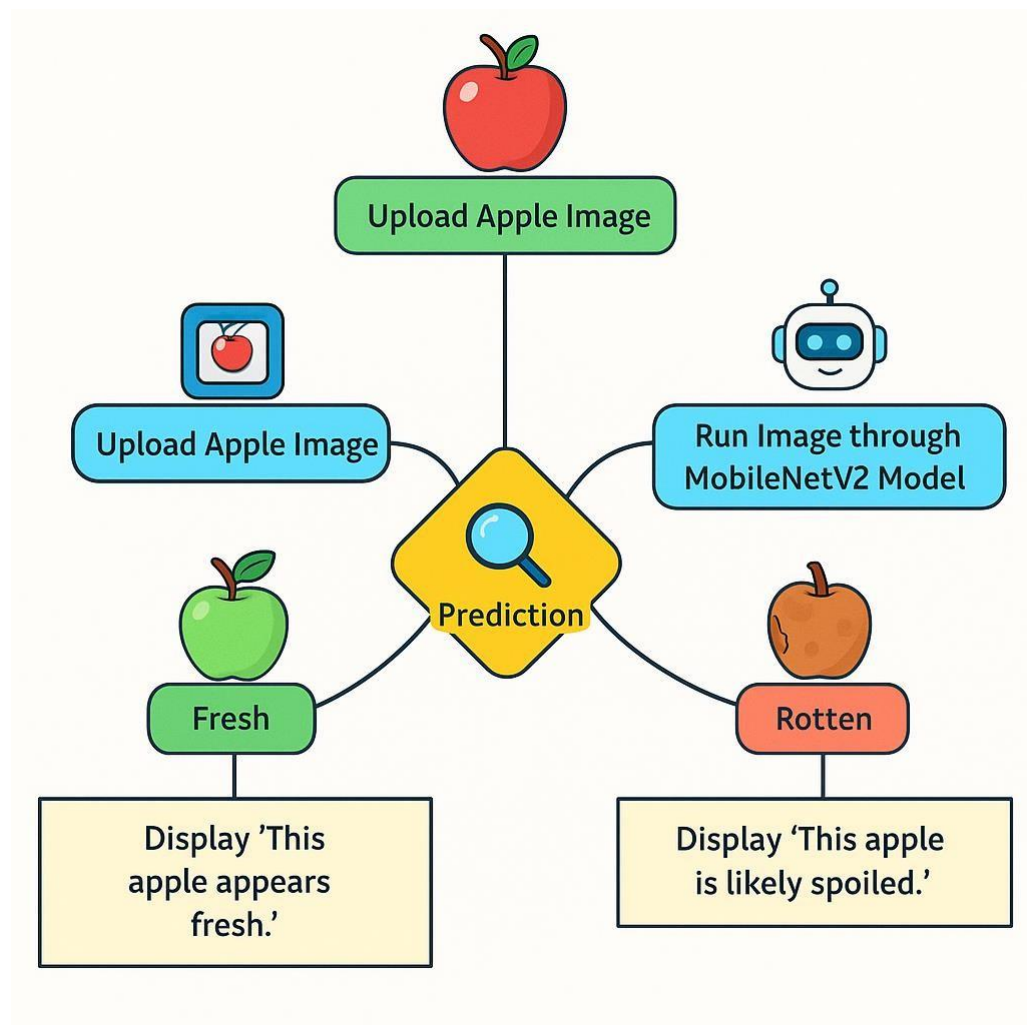 Upload Apple Image
Upload Apple Image
Run Image through
MobileNetV2 Model
Prediction
Fresh
Rotten
Display ’This
apple appears
fresh.’
Display ‘This apple
is likely spoiled.’